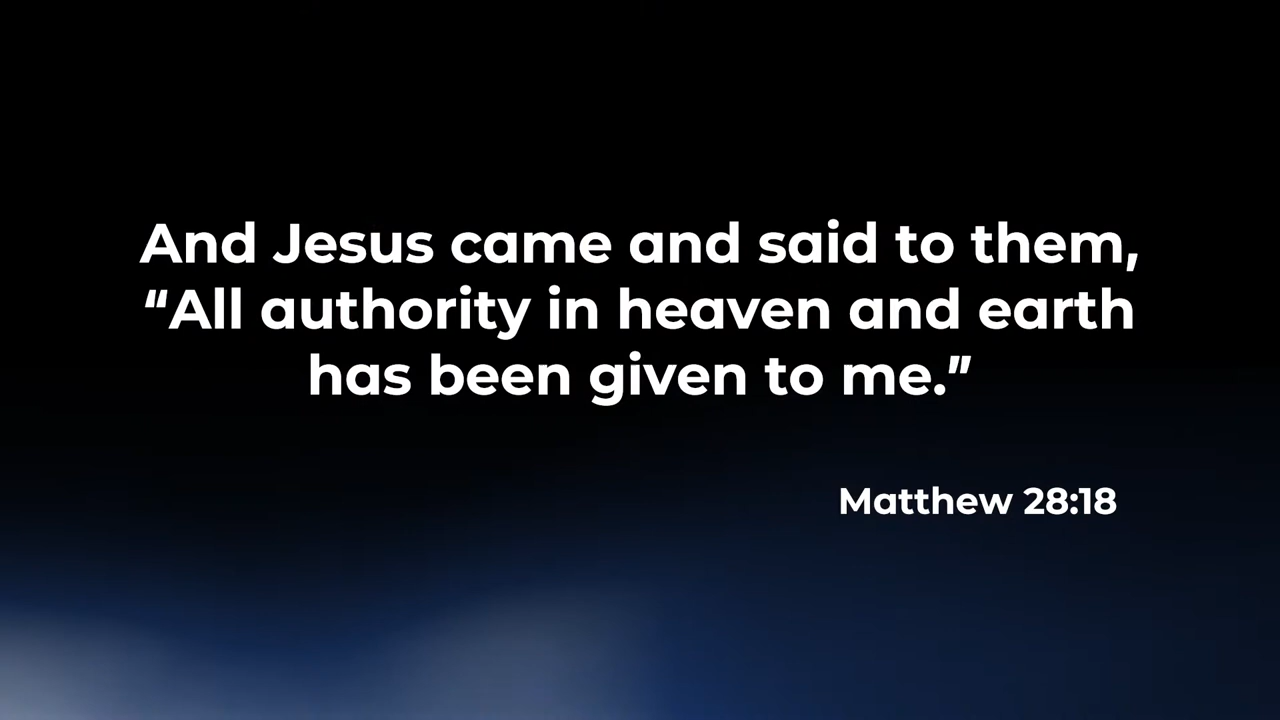 And Jesus came and said to them,
“All authority in heaven and earth
has been given to me.”
Matthew 28:18